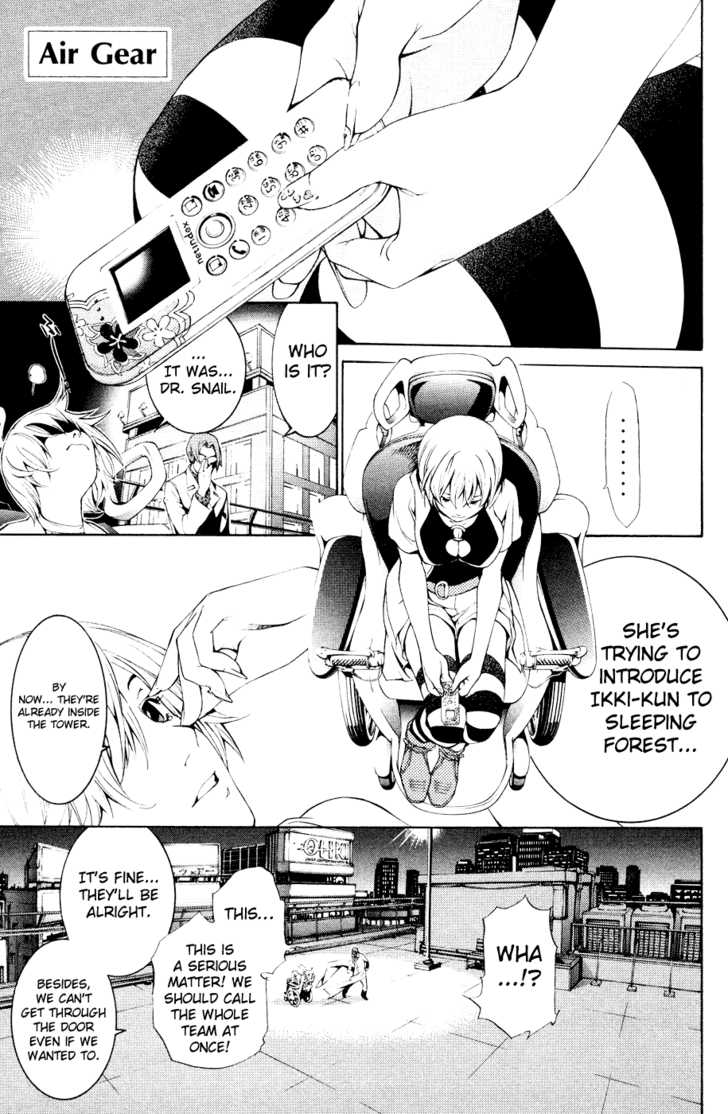 Air Gear
netindex
WHO
IS IT?
...
IT WAS...
DR. SNAIL.
......
SHE'S
TRYING TO
INTRODUCE
IKKI-KUN TO
SLEEPING
FOREST...
BY
NOW... THEY'RE
ALREADY INSIDE
THE TOWER.
WHA
...!?
THIS...
THIS IS
A SERIOUS
MATTER! WE
SHOULD CALL
THE WHOLE
TEAM AT
ONCE!
IT'S FINE...
THEY'LL BE
ALRIGHT.
BESIDES,
WE CAN'T
GET THROUGH
THE DOOR
EVEN IF WE
WANTED TO.